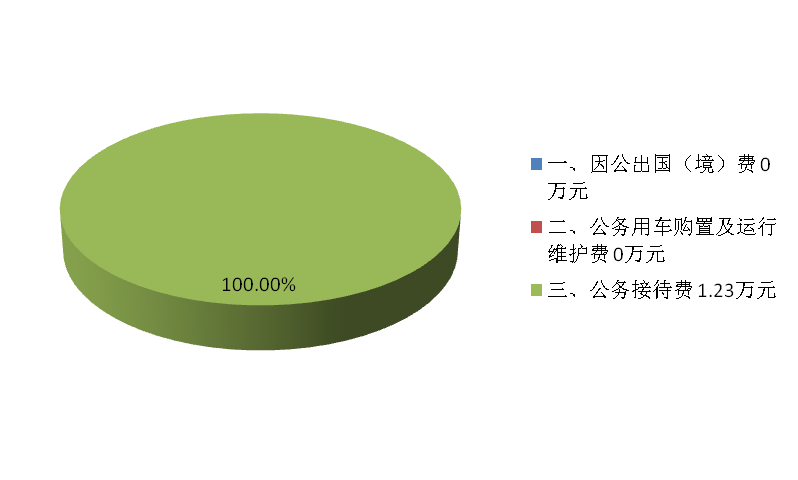 100.00%
一、因公出国（境）费 0
万元
二、公务用车购置及运行
维护费 0万元
三、公务接待费 1.23万元